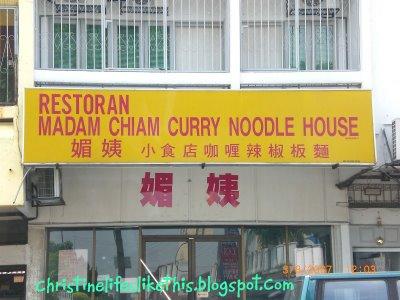 RESTORAN
MADAM CHIAM CURRY NOODLE HOUSE
媚姨 小食店咖喱辣椒板麵
媚姨
christinelifeslikethis.blogspot.com